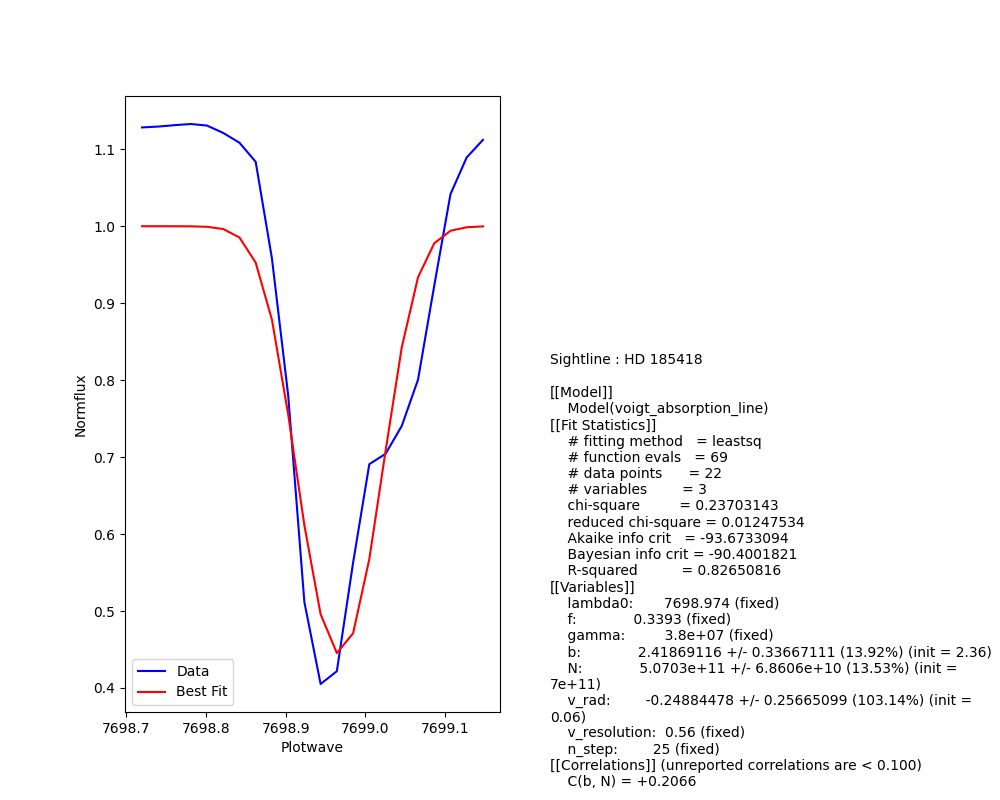 1.1
1.0
0.9
0.8
0.7
0.6
0.5
0.4
Normflux
Data
Best Fit
7698.7 7698.8 7698.9 7699.0 7699.1
Plotwave
Sightline : HD 185418
[[Model]]
Model(voigt_absorption_line)
[[Fit Statistics]]
# fitting method = leastsq
# function evals = 69
# data points = 22
# variables = 3
chi-square = 0.23703143
reduced chi-square = 0.01247534
Akaike info crit = -93.6733094
Bayesian info crit = -90.4001821
R-squared = 0.82650816
[[Variables]]
lambda0: 7698.974 (fixed)
f: 0.3393 (fixed)
gamma: 3.8e+07 (fixed)
b: 2.41869116 +/- 0.33667111 (13.92%) (init = 2.36)
N: 5.0703e+11 +/- 6.8606e+10 (13.53%) (init =
7e+11)
v_rad: -0.24884478 +/- 0.25665099 (103.14%) (init =
0.06)
v_resolution: 0.56 (fixed)
n_step: 25 (fixed)
[[Correlations]] (unreported correlations are < 0.100)
C(b, N) = +0.2066